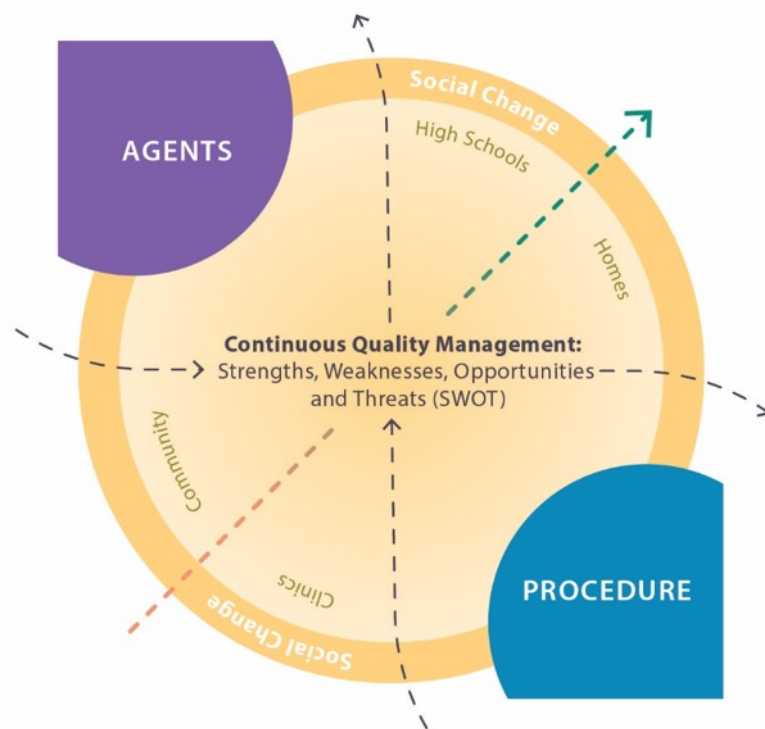 Social Change
High Schools
AGENTS
Homes
Continuous Quality Management:
Strengths, Weaknesses, Opportunities
and Threats (SWOT)
Community
Clinics
Social Change
PROCEDURE